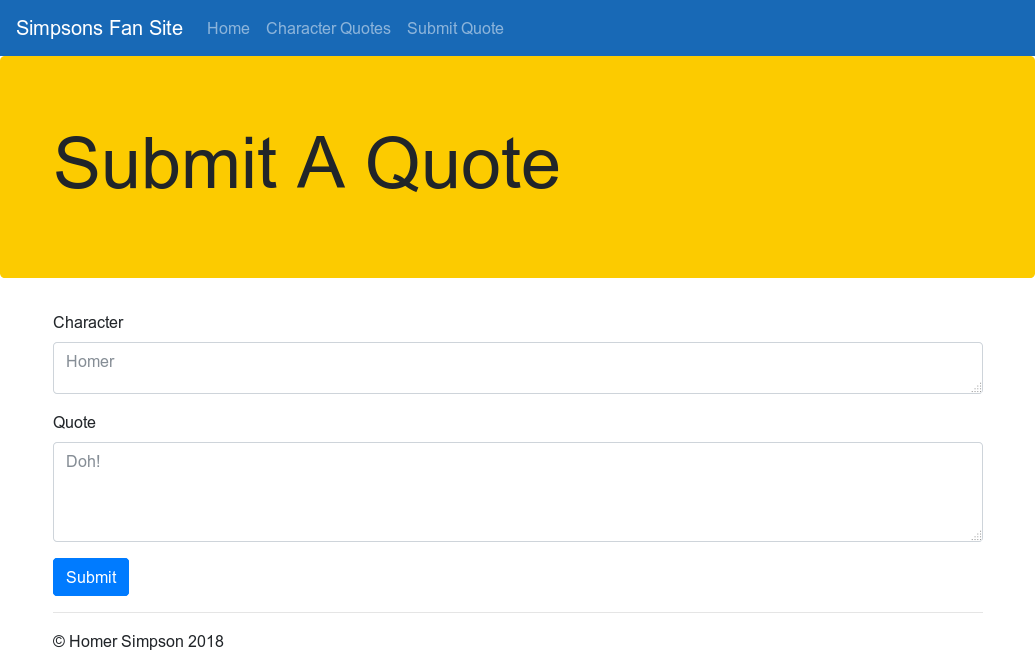 Simpsons Fan Site Home Character Quotes Submit Quote
Submit A Quote
Character
Homer
Quote
Doh!
Submit
© Homer Simpson 2018